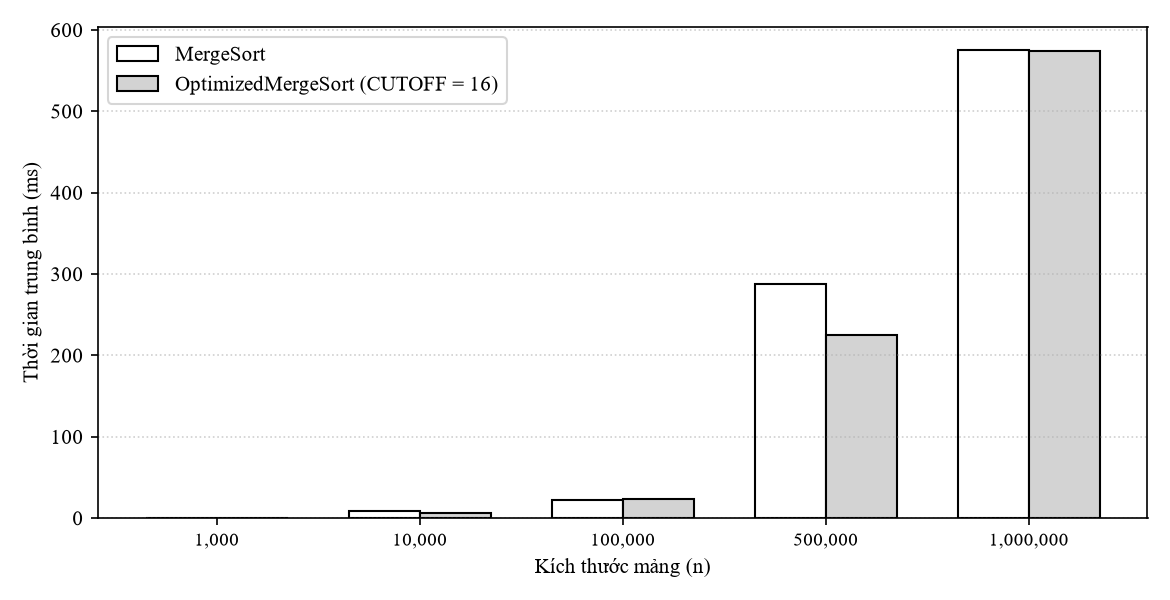 MergeSort
OptimizedMergeSort (CUTOFF = 16)
Thời gian trung bình (ms)
600
500
400
300
200
100
0
1,000 10,000 100,000 500,000 1,000,000
Kích thước mảng (n)